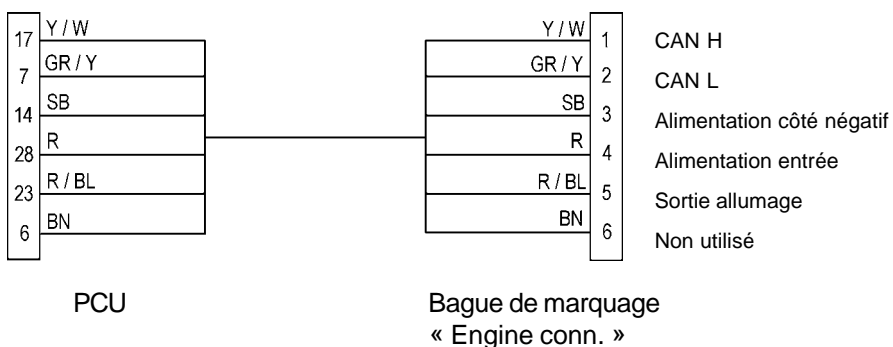 17 Y / W Y / W 1 CAN H
7 GR / Y GR / Y 2 CAN L
14 SB SB 3 Alimentation côté négatif
28 R R 4 Alimentation entrée
23 R / BL R / BL 5 Sortie allumage
6 BN BN 6 Non utilisé
PCU Bague de marquage
« Engine conn. »